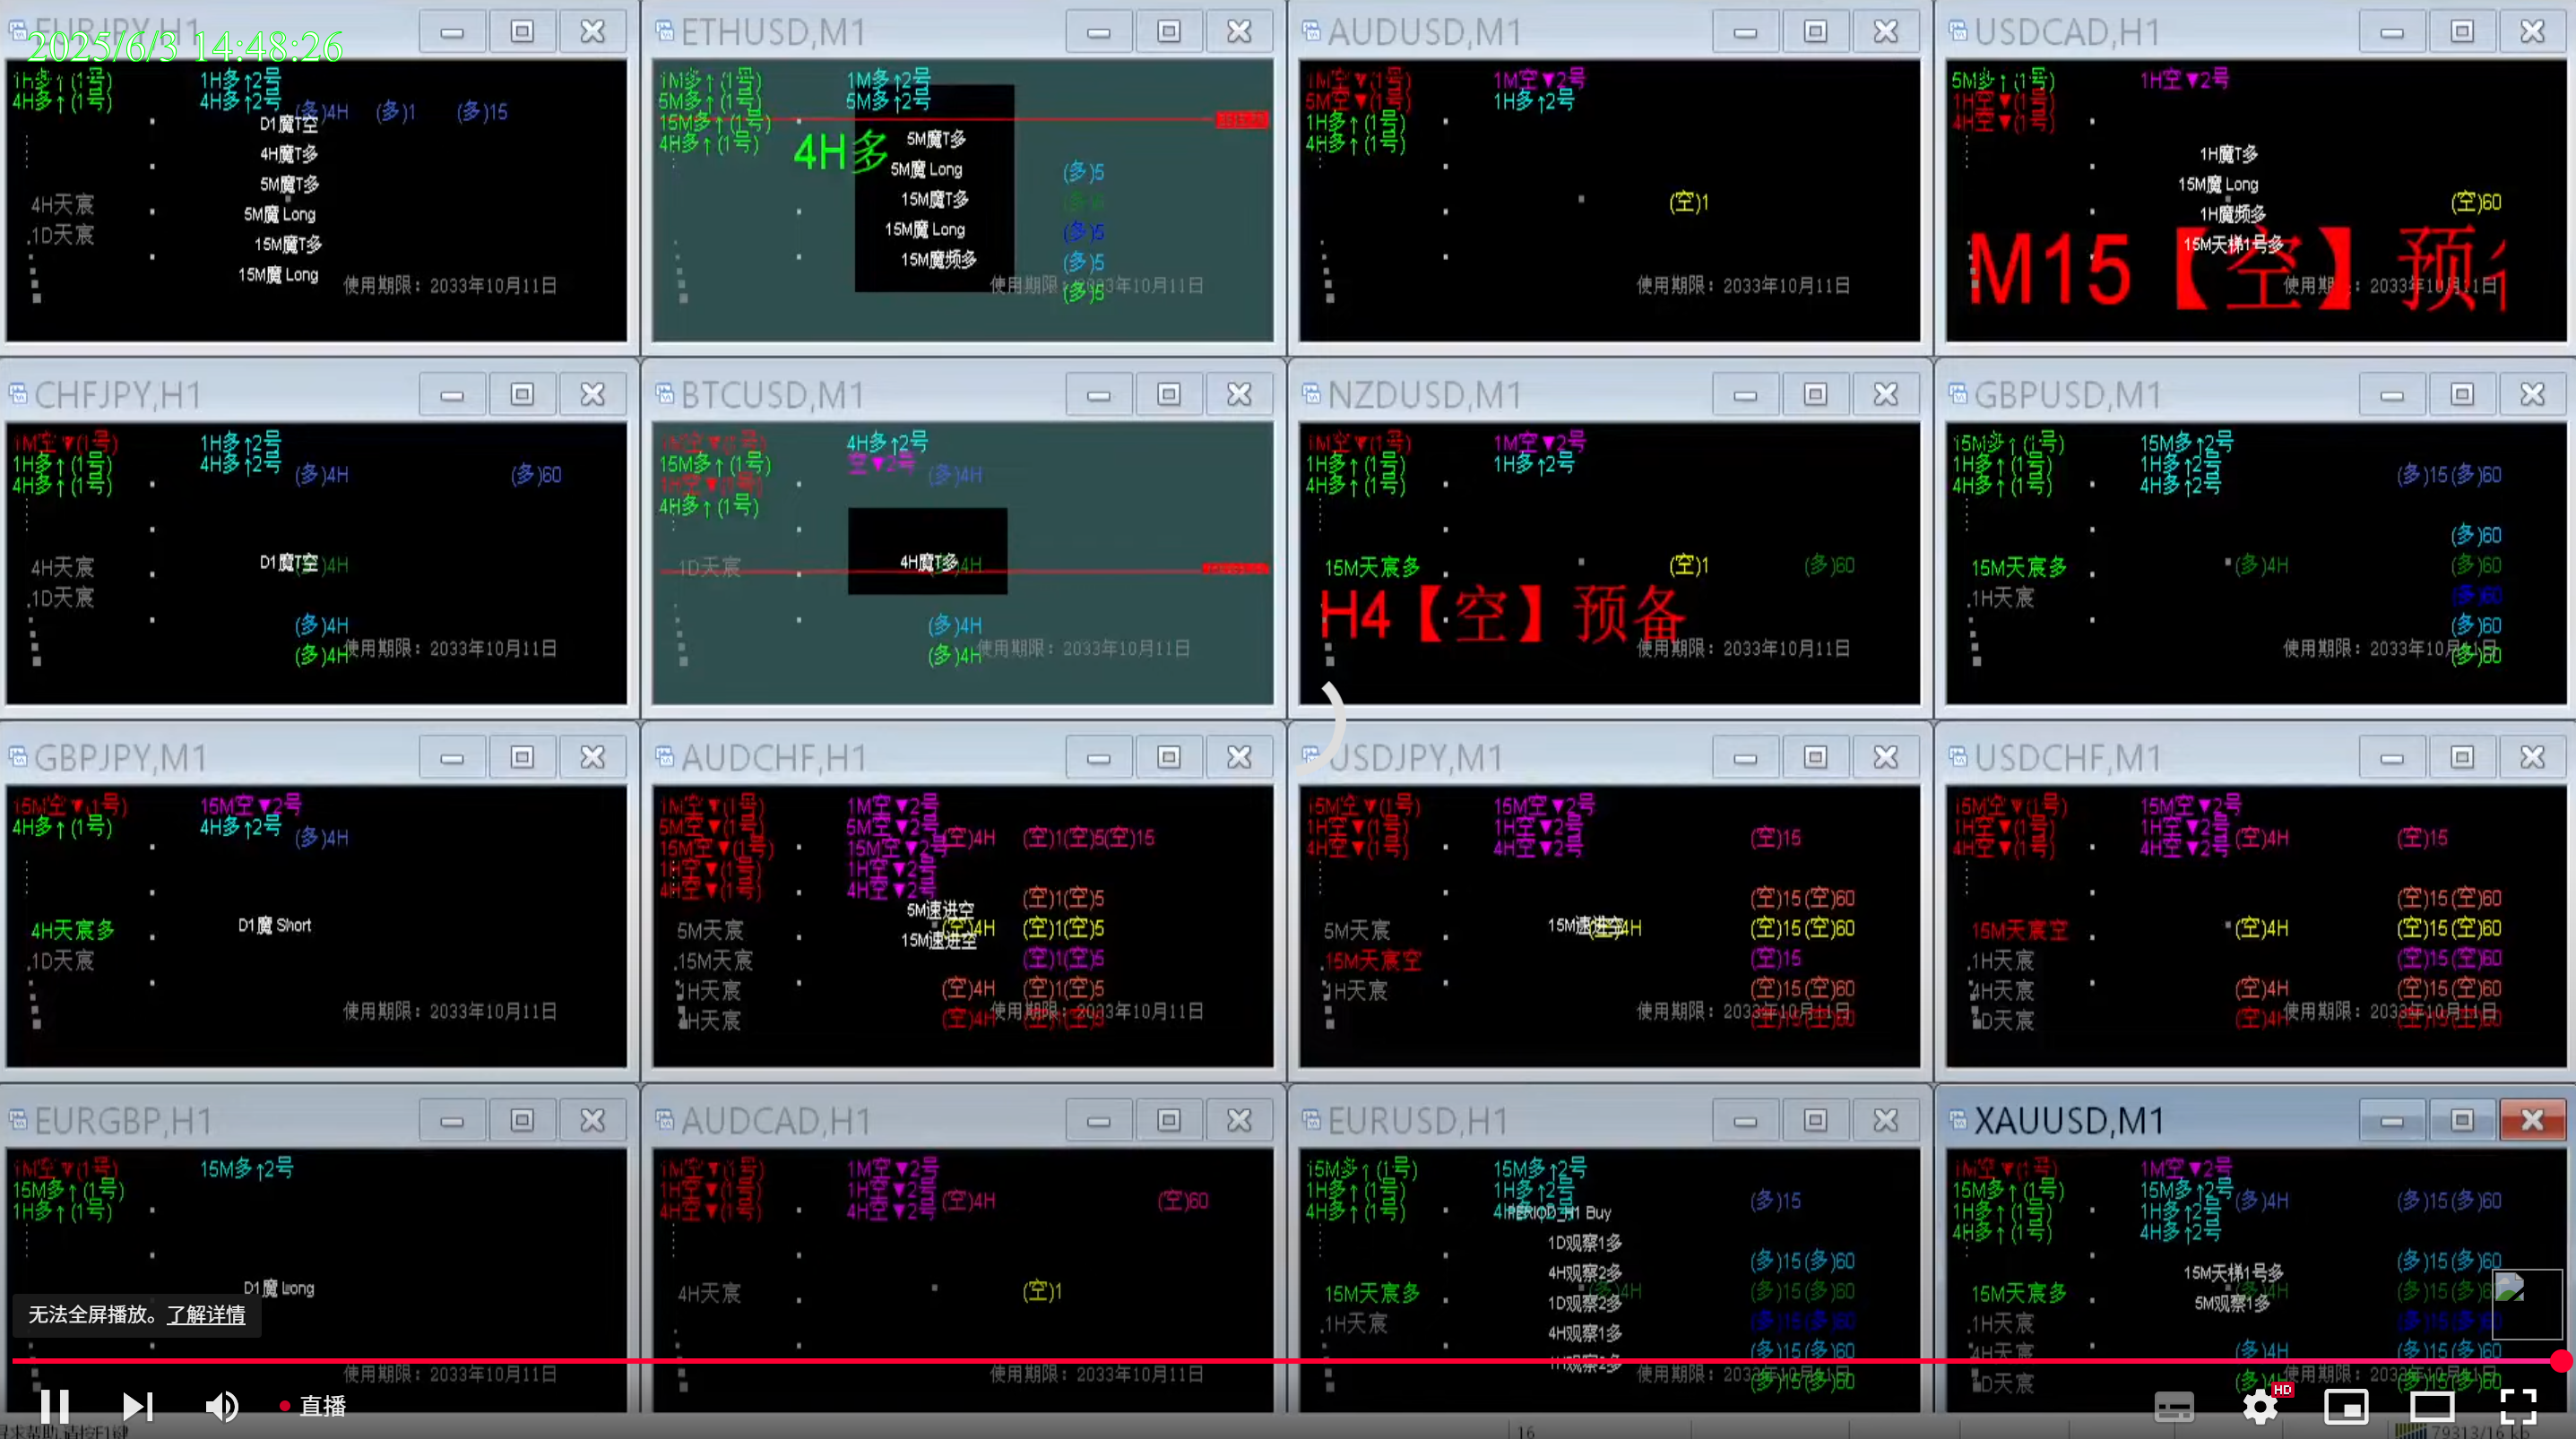 EURJPY,H1
2025/6/3 14:48:26
1H多↑(1号) 1H多↑2号
4H多↑(1号) 4H多↑2号 (多)4H (多)1 (多)15
D1魔T空
4H魔T多
5M魔T多
4H天宸
5M魔 Long
.1D天宸
15M魔T多
15M魔 Long
使用期限：2033年10月11日
ETHUSD,M1
1M多↑(1号) 1M多↑2号
5M多↑(1号) 5M多↑2号
15M多↑(1号)
4H多↑(1号)
4H多
5M魔T多
5M魔 Long (多)5
15M魔T多
15M魔 Long (多)5
15M魔频多 (多)5
使用期限：2033年10月11日
(多)5
AUDUSD,M1
1M空▼(1号) 1M空▼2号
5M空▼(1号) 1H多↑2号
1H多↑(1号)
4H多↑(1号)
(空)1
使用期限：2033年10月11日
USDCAD,H1
5M多↑(1号) 1H空▼2号
1H空▼(1号)
4H空▼(1号)
1H魔T多
15M魔 Long
1H魔频多 (空)60
15M天梯1号多
M15【空】预
使用期限：2033年10月11日
CHFJPY,H1
1M空▼(1号) 1H多↑2号
1H多↑(1号) 4H多↑2号
4H多↑(1号) (多)4H (多)60
4H天宸 D1魔T空 4H
.1D天宸
(多)4H
(多)4H
使用期限：2033年10月11日
BTCUSD,M1
1M空▼(1号) 4H多↑2号
15M多↑(1号) 空▼2号
1H空▼(1号) (多)4H
4H多↑(1号)
1D天宸 4H魔T多 4H
(多)4H
(多)4H
使用期限：2033年10月11日
NZDUSD,M1
1M空▼(1号) 1M空▼2号
1H多↑(1号) 1H多↑2号
4H多↑(1号)
15M天宸多 (空)1 (多)60
H4【空】预备
使用期限：2033年10月11日
GBPUSD,M1
15M多↑(1号) 15M多↑2号
1H多↑(1号) 1H多↑2号 (多)15(多)60
4H多↑(1号) 4H多↑2号
(多)60
15M天宸多 (多)4H (多)60
.1H天宸 (多)60
(多)60
使用期限：2033年10月11日
(多)60
GBPJPY,M1
15M空▼(1号) 15M空▼2号
4H多↑(1号) 4H多↑2号 (多)4H
4H天宸多 D1魔 Short
.1D天宸
使用期限：2033年10月11日
AUDCHF,H1
1M空▼(1号) 1M空▼2号
5M空▼(1号) 5M空▼2号 (空)4H (空)1(空)5(空)15
15M空▼(1号) 15M空▼2号
1H空▼(1号) 1H空▼2号
4H空▼(1号) 4H空▼2号 (空)1(空)5
5M速进空
5M天宸 (空)4H (空)1(空)5
15M速进空
.15M天宸 (空)1(空)5
1H天宸 (空)4H (空)1(空)5
H天宸 (空)4H
使用期限：2033年10月11日
USDJPY,M1
15M空▼(1号) 15M空▼2号
1H空▼(1号) 1H空▼2号 (空)15
4H空▼(1号) 4H空▼2号
(空)15(空)60
5M天宸 15M速进空 4H (空)15(空)60
.15M天宸空 (空)15
1H天宸 (空)15(空)60
使用期限：2033年10月11日
(空)15(空)60
USDCHF,M1
15M空▼(1号) 15M空▼2号
1H空▼(1号) 1H空▼2号 (空)4H (空)15
4H空▼(1号) 4H空▼2号
(空)15(空)60
15M天宸空 (空)4H (空)15(空)60
.1H天宸 (空)15(空)60
4H天宸 (空)4H (空)15(空)60
D天宸 (空)4H (空)15(空)60
使用期限：2033年10月11日
EURGBP,H1
1M空▼(1号) 15M多↑2号
15M多↑(1号)
1H多↑(1号)
D1魔 Long
使用期限：2033年10月11日
AUDCAD,H1
1M空▼(1号) 1M空▼2号
1H空▼(1号) 1H空▼2号 (空)4H (空)60
4H空▼(1号) 4H空▼2号
4H天宸 (空)1
使用期限：2033年10月11日
EURUSD,H1
15M多↑(1号) 15M多↑2号
1H多↑(1号) 1H多↑2号 (多)15
4H多↑(1号) PERIOD_H1 Buy
1D观察1多
4H观察2多 (多)15(多)60
15M天宸多 (多)4H (多)15(多)60
1D观察2多
.1H天宸 4H观察1多 (多)15(多)60
1H观察2多 (多)15(多)60
使用期限：2033年10月11日
(多)15(多)60
XAUUSD,M1
1M空▼(1号) 1M空▼2号
15M多↑(1号) 15M多↑2号 (多)4H (多)15(多)60
1H多↑(1号) 1H多↑2号
4H多↑(1号) 4H多↑2号
15M天梯1号多 (多)15(多)60
15M天宸多 4H (多)15(多)6
5M观察1多
.1H天宸 (多)15(多)6
4H天宸 (多)4H (多)15(多)60
D天宸 (多)4H (多)15(多)60
使用期限：2033年10月11日
无法全屏播放。了解详情
直播
HD
寻求帮助,请按F1键
16
79313/16 kb